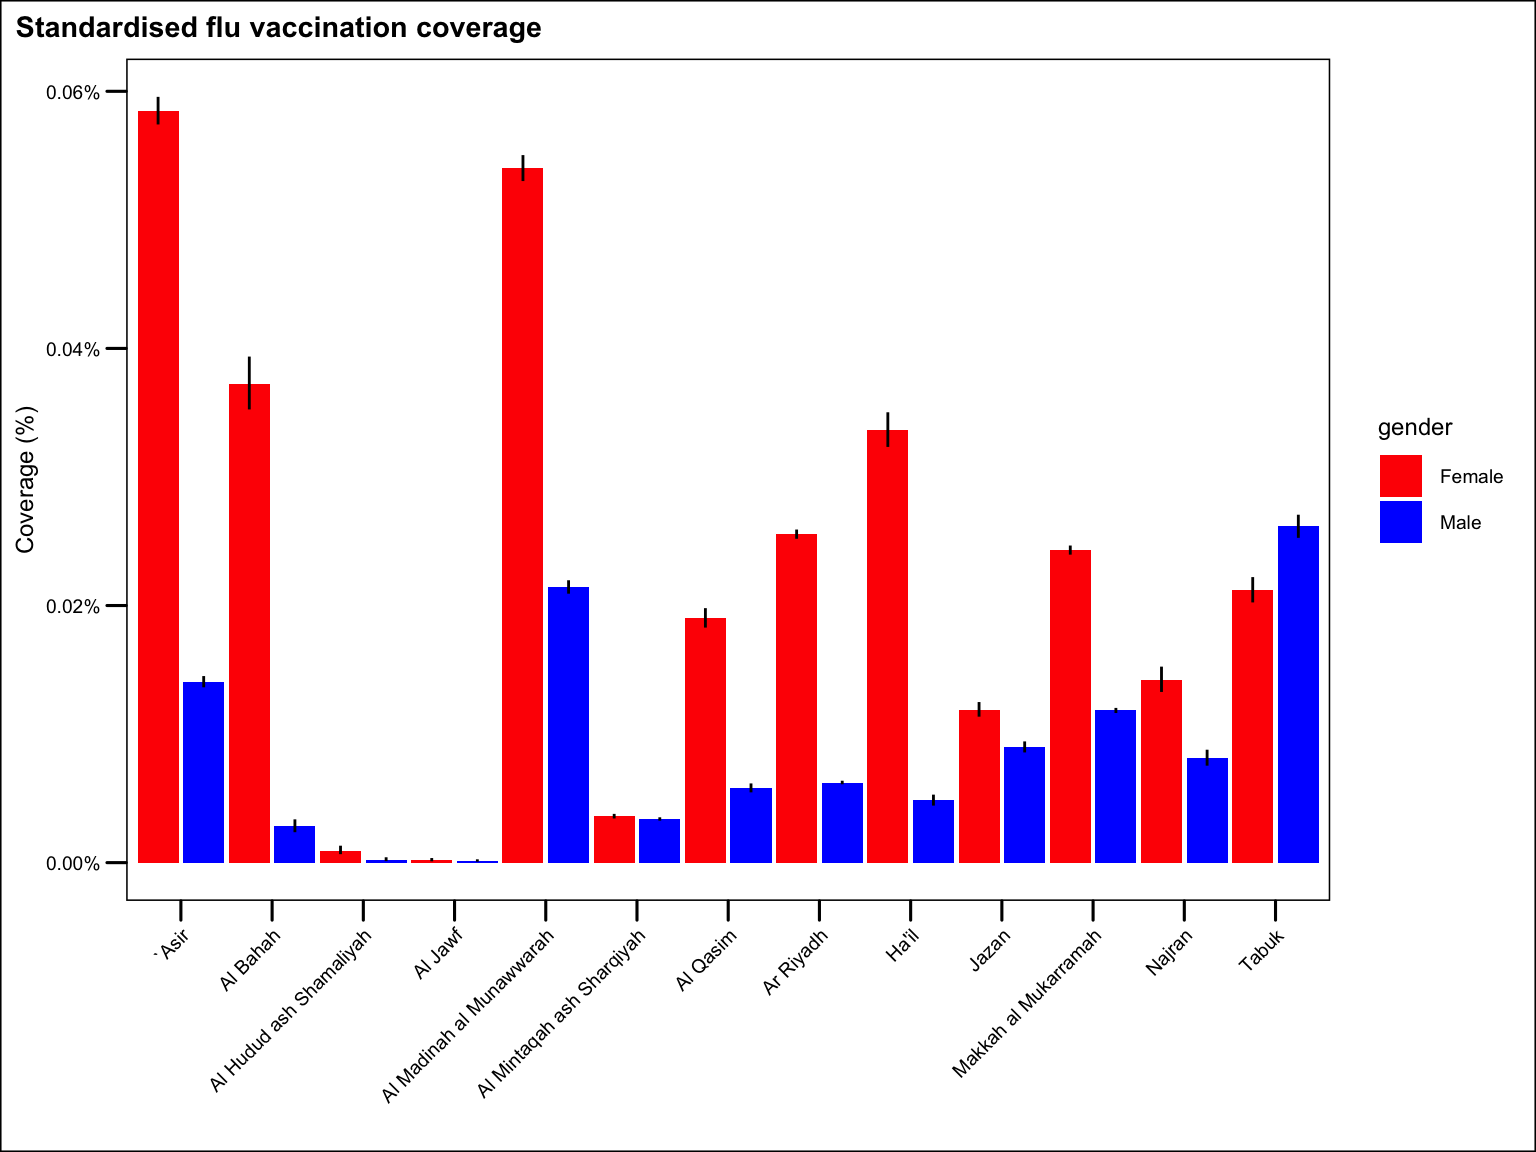 Standardised flu vaccination coverage
Coverage (%)
0.06%
0.04%
0.02%
0.00%
` Asir
Al Bahah
Al Hudud ash Shamaliyah
Al Jawf
Al Madinah al Munawwarah
Al Mintaqah ash Sharqiyah
Al Qasim
Ar Riyadh
Ha'il
Jazan
Makkah al Mukarramah
Najran
Tabuk
gender
Female
Male